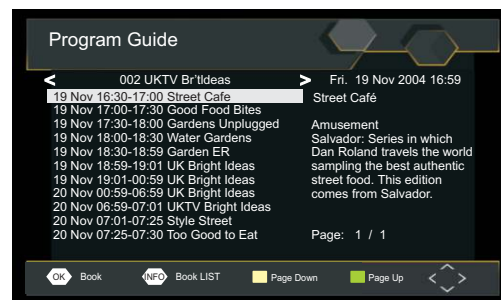 Program Guide
< 002 UKTV Br'tIdeas > Fri. 19 Nov 2004 16:59
19 Nov 16:30-17:00 Street Cafe
19 Nov 17:00-17:30 Good Food Bites
19 Nov 17:30-18:00 Gardens Unplugged
19 Nov 18:00-18:30 Water Gardens
19 Nov 18:30-18:59 Garden ER
19 Nov 18:59-19:01 UK Bright Ideas
19 Nov 19:01-00:59 UK Bright Ideas
20 Nov 00:59-06:59 UK Bright Ideas
20 Nov 06:59-07:01 UKTV Bright Ideas
20 Nov 07:01-07:25 Style Street
20 Nov 07:25-07:30 Too Good to Eat
Street Café
Amusement
Salvador: Series in which
Dan Roland travels the world
sampling the best authentic
street food. This edition
comes from Salvador.
Page: 1 / 1
OK Book INFO Book LIST Page Down Page Up